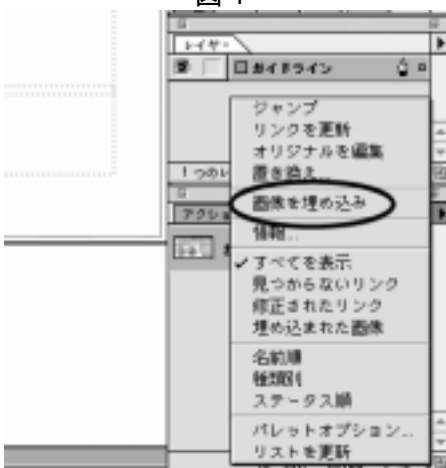 図4
レイヤー
ガイドライン
ジャンプ
リンクを更新
オリジナルを編集
置き換え...
1 つのレ
画像を埋め込み
アクショ
情報...
すべてを表示
見つからないリンク
修正されたリンク
埋め込まれた画像
名前順
種類別
ステータス順
パレットオプション...
リストを更新